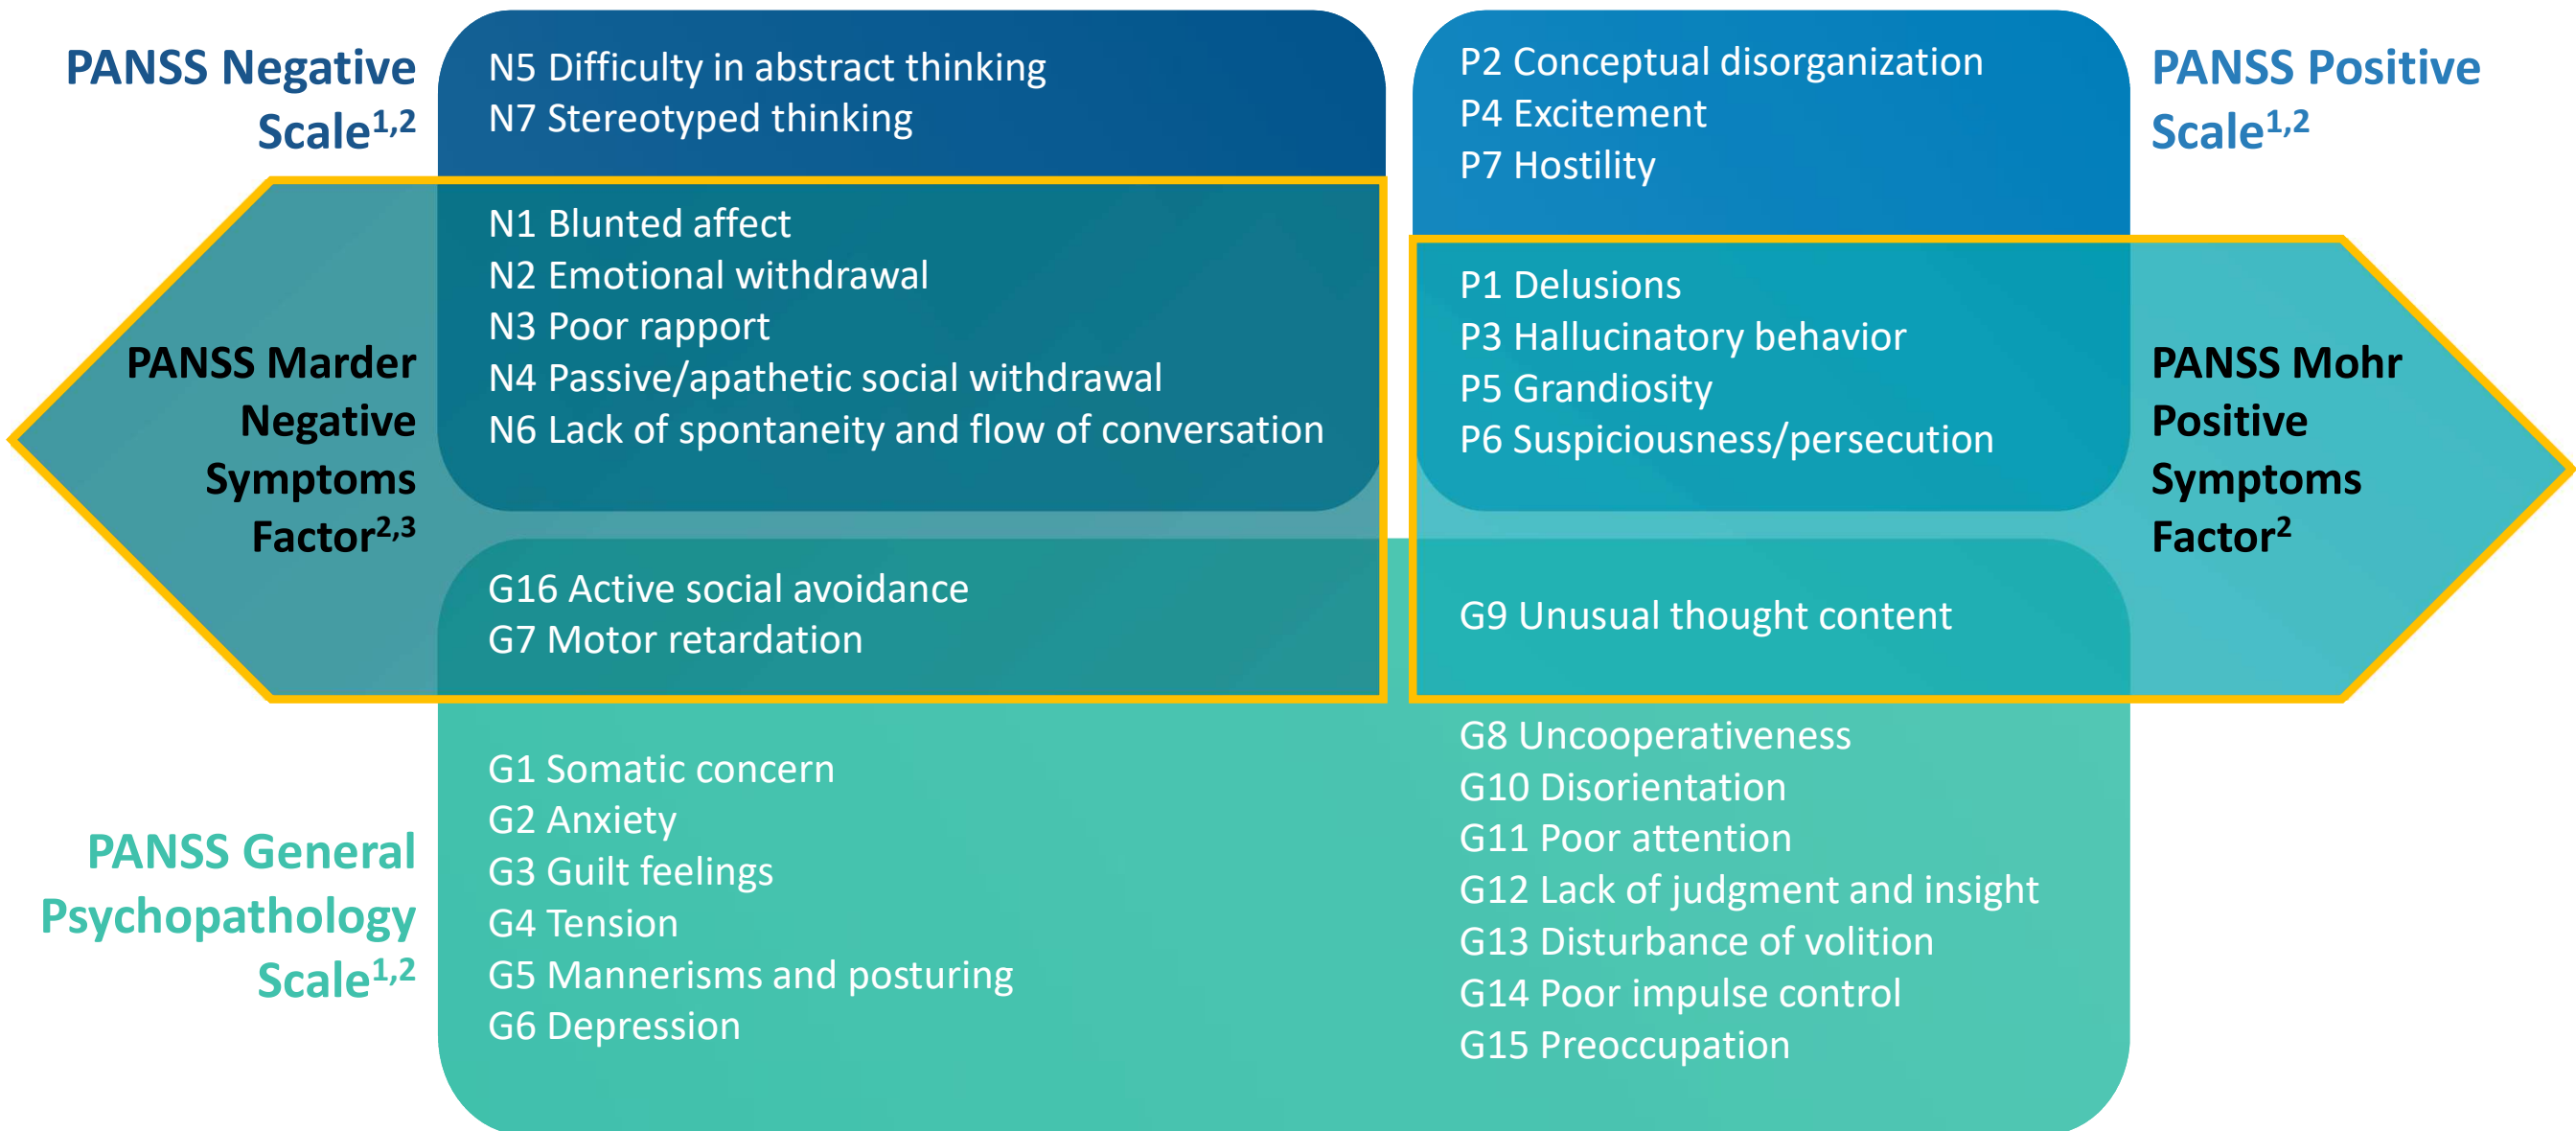 PANSS Negative
Scale1,2
N5 Difficulty in abstract thinking
N7 Stereotyped thinking
P2 Conceptual disorganization
P4 Excitement
P7 Hostility
PANSS Positive
Scale1,2
PANSS Marder
Negative
Symptoms
Factor2,3
N1 Blunted affect
N2 Emotional withdrawal
N3 Poor rapport
N4 Passive/apathetic social withdrawal
N6 Lack of spontaneity and flow of conversation
G16 Active social avoidance
G7 Motor retardation
P1 Delusions
P3 Hallucinatory behavior
P5 Grandiosity
P6 Suspiciousness/persecution
G9 Unusual thought content
PANSS Mohr
Positive
Symptoms
Factor2
PANSS General
Psychopathology
Scale1,2
G1 Somatic concern
G2 Anxiety
G3 Guilt feelings
G4 Tension
G5 Mannerisms and posturing
G6 Depression
G8 Uncooperativeness
G10 Disorientation
G11 Poor attention
G12 Lack of judgment and insight
G13 Disturbance of volition
G14 Poor impulse control
G15 Preoccupation